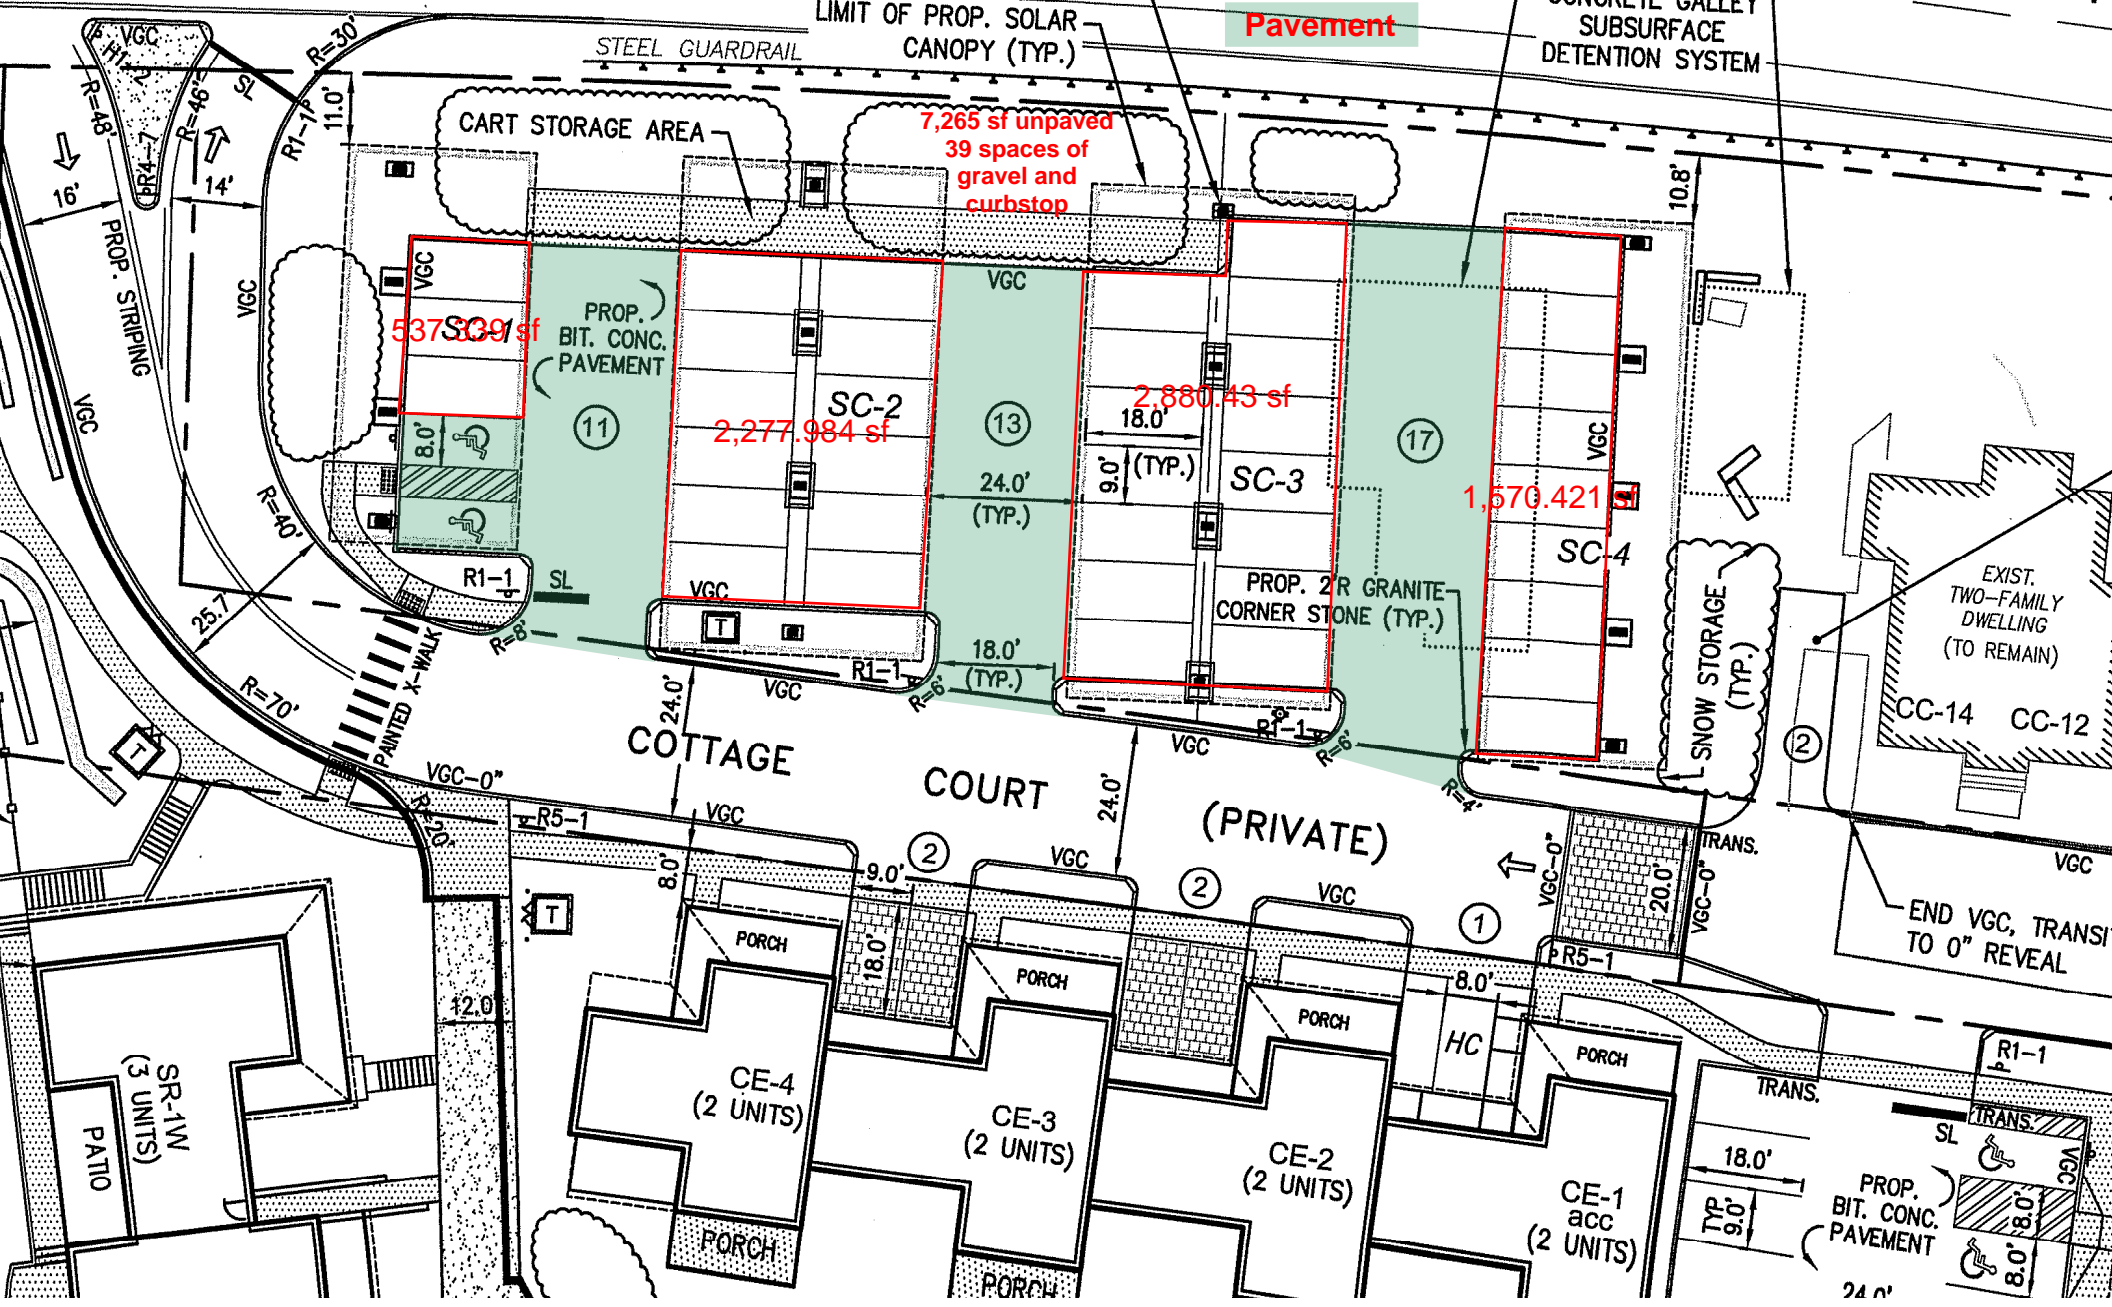 LIMIT OF PROP. SOLAR
CANOPY (TYP.)
Pavement
CONCRETE GALLEY
SUBSURFACE
DETENTION SYSTEM
STEEL GUARDRAIL
VGC
R=30'
SL
R=48'
R=46'
R4-7
R1-1
11.0'
16'
14'
CART STORAGE AREA
7,265 sf unpaved
39 spaces of
gravel and
curbstop
10.8'
PROP. STRIPING
VGC
VGC
VGC
VGC
537.339 sf
SC-1
PROP.
BIT. CONC.
PAVEMENT
11
8.0'
SC-2
2,277.984 sf
13
24.0'
(TYP.)
2,880.43 sf
18.0'
(TYP.)
9.0'
SC-3
17
VGC
1,570.421 sf
SC-4
R=40'
25.7'
R1-1
SL
R=8'
VGC
T
R1-1
VGC
R=6'
18.0'
(TYP.)
PROP. 2'R GRANITE
CORNER STONE (TYP.)
R1-1
VGC
R=6'
R=4'
SNOW STORAGE
(TYP.)
EXIST.
TWO-FAMILY
DWELLING
(TO REMAIN)
CC-14
CC-12
2
R=70'
PAINTED X-WALK
T
24.0'
COTTAGE
COURT
(PRIVATE)
24.0'
VGC-0"
R=20'
R5-1
VGC
8.0'
2
9.0'
VGC
2
VGC
1
VGC-0"
20.0'
VGC-0"
TRANS.
VGC
END VGC, TRANSI
TO 0" REVEAL
R5-1
T
PORCH
18.0'
PORCH
PORCH
8.0'
HC
PORCH
12.0'
SR-1W
(3 UNITS)
PATIO
CE-4
(2 UNITS)
CE-3
(2 UNITS)
CE-2
(2 UNITS)
CE-1
acc
(2 UNITS)
PORCH
PORCH
TRANS.
R1-1
TRANS.
SL
VGC
18.0'
TYP
9.0'
PROP.
BIT. CONC.
PAVEMENT
8.0'
8.0'
24.0'